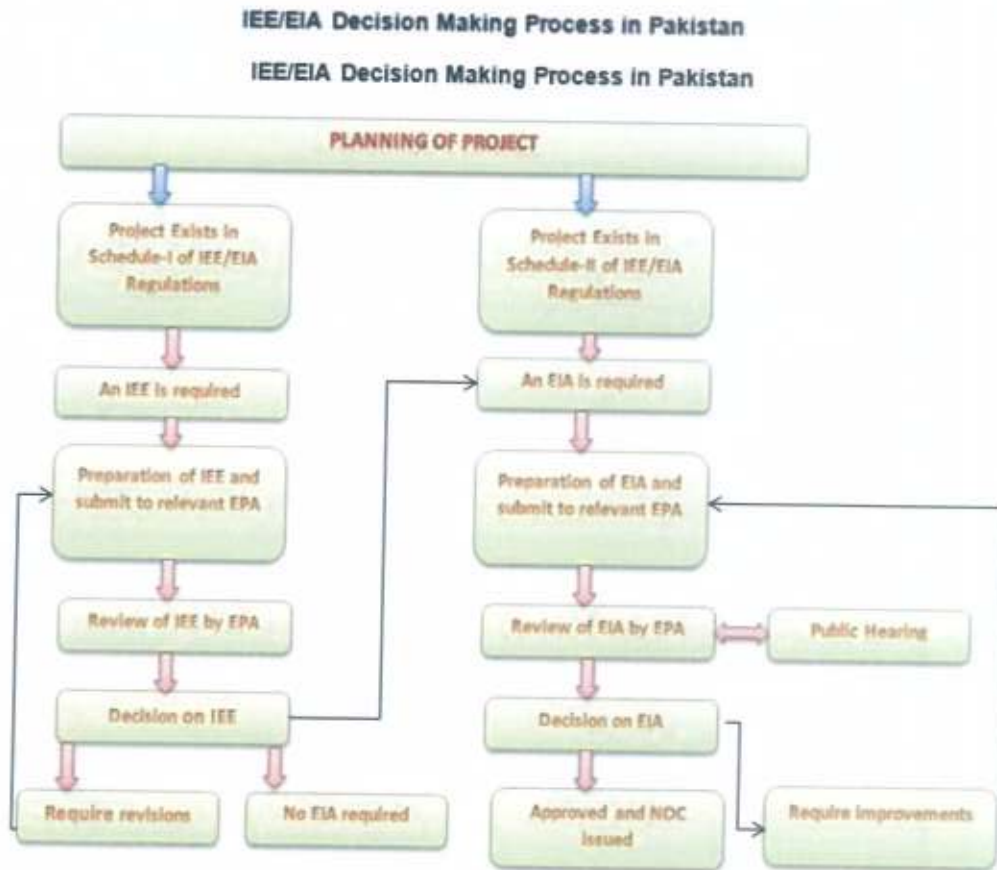 IEE/EIA Decision Making Process in Pakistan
IEE/EIA Decision Making Process in Pakistan
PLANNING OF PROJECT
Project Exists in
Schedule-I of IEE/EIA
Regulations
Project Exists in
Schedule-II of IEE/EIA
Regulations
An IEE is required
An EIA is required
Preparation of IEE and
submit to relevant EPA
Preparation of EIA and
submit to relevant EPA
Review of IEE by EPA
Review of EIA by EPA
Public Hearing
Decision on IEE
Decision on EIA
Require revisions
No EIA required
Approved and NOC
issued
Require improvements